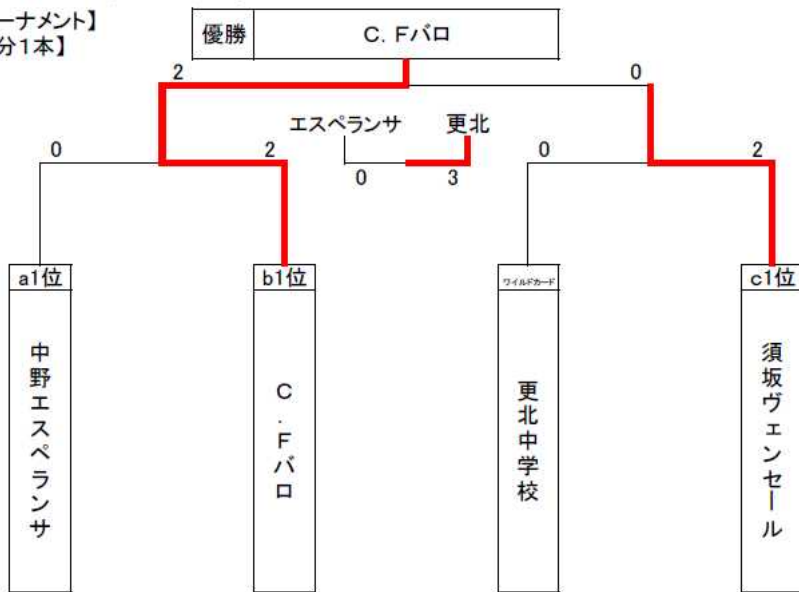 ーナメント】
分1本】
優勝 C．Fバロ
2 0
エスペランサ 更北
0 2 0 2
0 3
a1位 b1位 ワイルドカード c1位
中野エスペランサ
C．Fバロ
更北中学校
須坂ヴェンセール